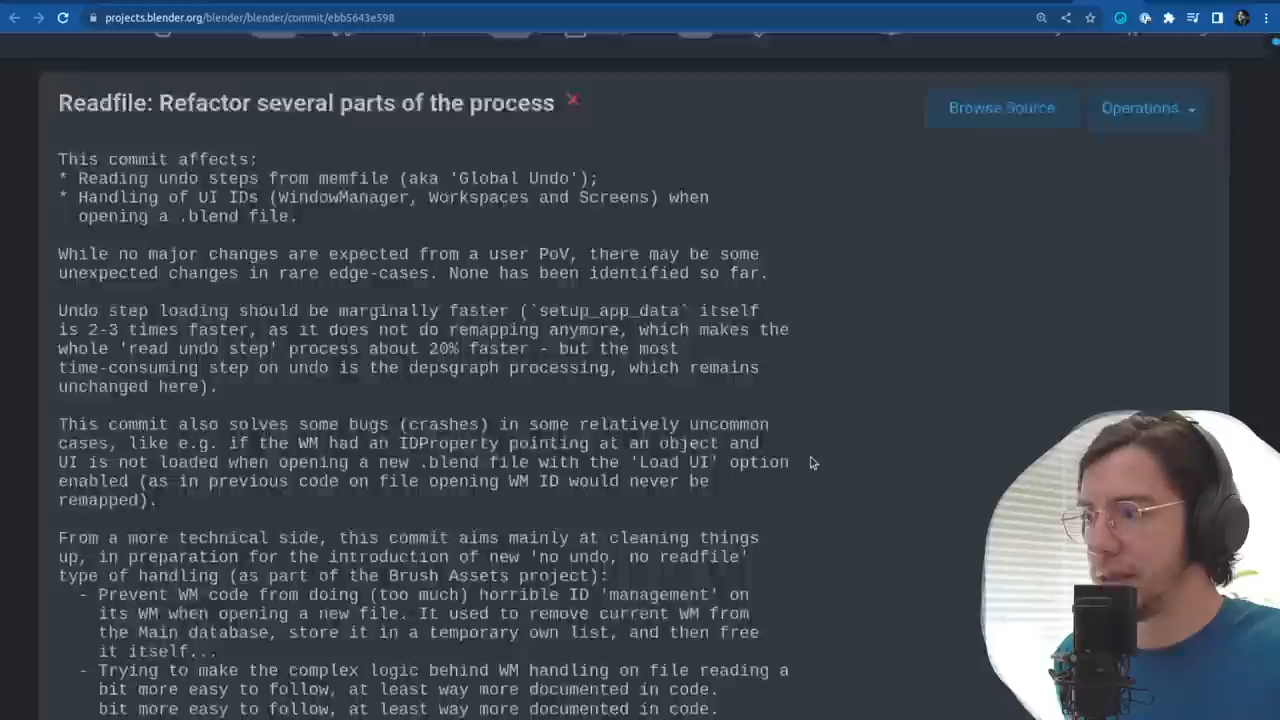 projects.blender.org/blender/blender/commit/ebb5643e598
Readfile: Refactor several parts of the process
Browse Source
Operations
This commit affects:
* Reading undo steps from memfile (aka 'Global Undo');
* Handling of UI IDs (WindowManager, Workspaces and Screens) when
opening a .blend file.
While no major changes are expected from a user PoV, there may be some
unexpected changes in rare edge-cases. None has been identified so far.
Undo step loading should be marginally faster (`setup_app_data` itself
is 2-3 times faster, as it does not do remapping anymore, which makes the
whole 'read undo step' process about 20% faster - but the most
time-consuming step on undo is the depsgraph processing, which remains
unchanged here).
This commit also solves some bugs (crashes) in some relatively uncommon
cases, like e.g. if the WM had an IDProperty pointing at an object and
UI is not loaded when opening a new .blend file with the 'Load UI' option
enabled (as in previous code on file opening WM ID would never be
remapped).
From a more technical side, this commit aims mainly at cleaning things
up, in preparation for the introduction of new 'no undo, no readfile'
type of handling (as part of the Brush Assets project):
- Prevent WM code from doing (too much) horrible ID 'management' on
its WM when opening a new file. It used to remove current WM from
the Main database, store it in a temporary own list, and then free
it itself...
- Trying to make the complex logic behind WM handling on file reading a
bit more easy to follow, at least way more documented in code.
bit more easy to follow, at least way more documented in code.